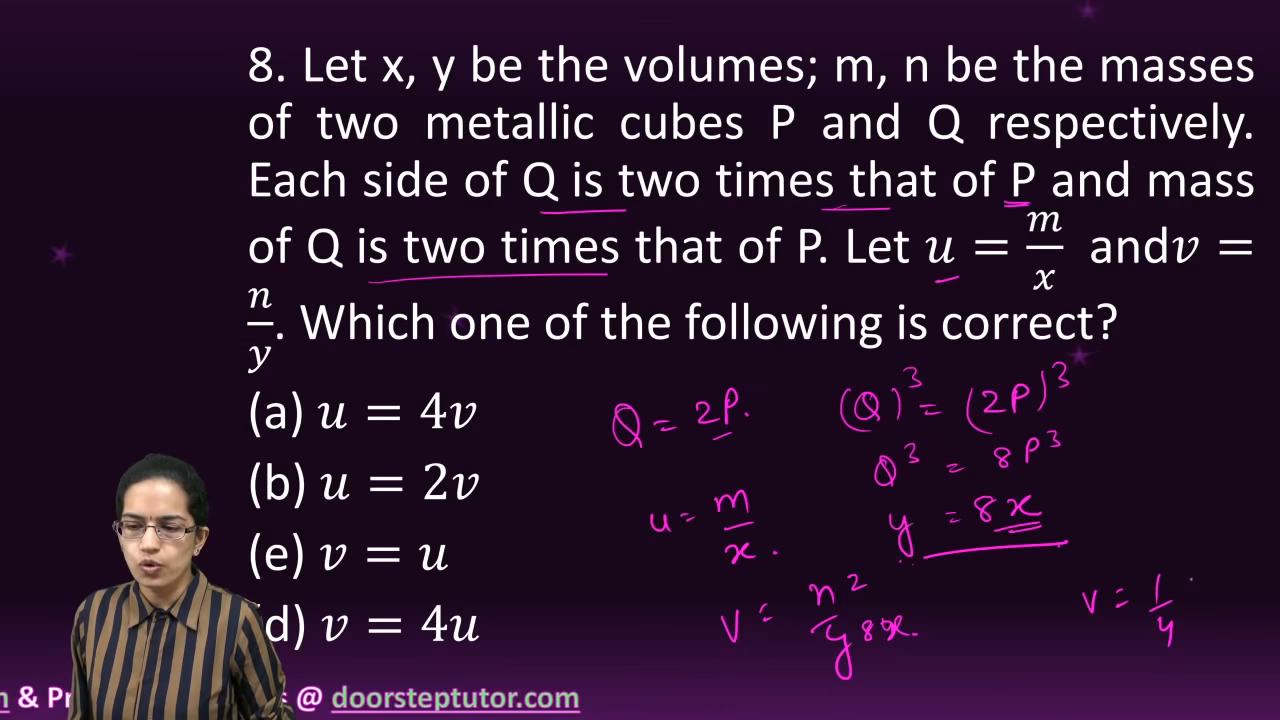 8. Let x, y be the volumes; m, n be the masses
of two metallic cubes P and Q respectively.
Each side of Q is two times that of P and mass
of Q is two times that of P. Let u = m/x and v =
n/y. Which one of the following is correct?
(a) u = 4v
(b) u = 2v
(e) v = u
d) v = 4u
Q = 2P.
(Q)³ = (2P)³
Q³ = 8P³
y = 8x
u = m/x.
V = n 2/y 8x.
V = 1/4
& Pr @ doorsteptutor.com